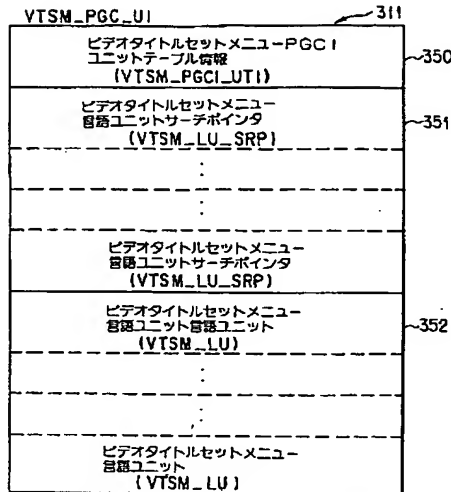 VTSM_PGC_UI
311
ビデオタイトルセットメニューPGCI
ユニットテーブル情報
(VTSM_PGCI_UTI)
350
ビデオタイトルセットメニュー
言語ユニットサーチポインタ
(VTSM_LU_SRP)
351
ビデオタイトルセットメニュー
言語ユニットサーチポインタ
(VTSM_LU_SRP)
ビデオタイトルセットメニュー
言語ユニット言語ユニット
(VTSM_LU)
352
ビデオタイトルセットメニュー
言語ユニット
(VTSM_LU)